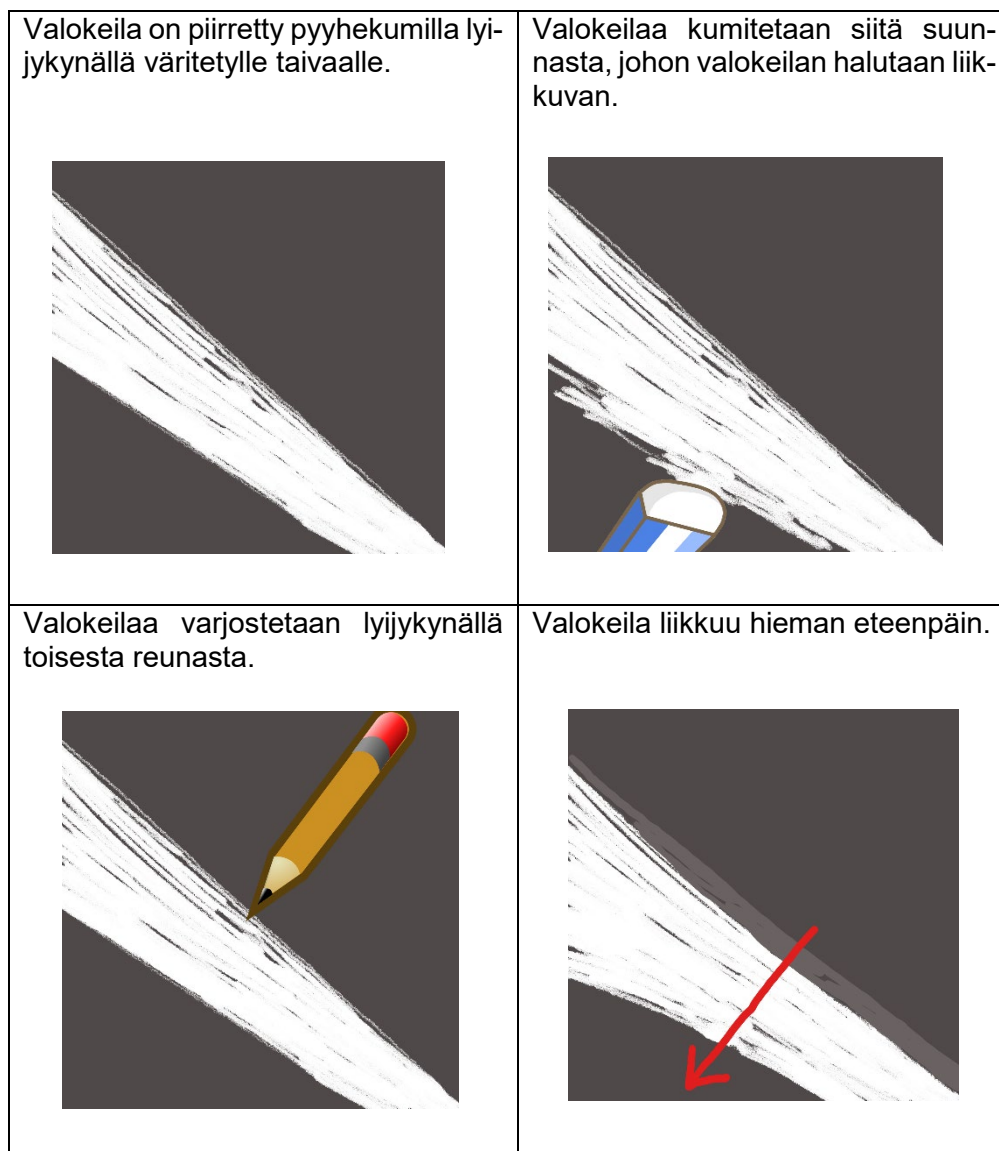 Valokeila on piirretty pyyhekumilla lyi-
jykynällä väritetylle taivaalle.
Valokeilaa kumitetaan siitä suun-
nasta, johon valokeilan halutaan liik-
kuvan.
Valokeilaa varjostetaan lyijykynällä
toisesta reunasta.
Valokeila liikkuu hieman eteenpäin.